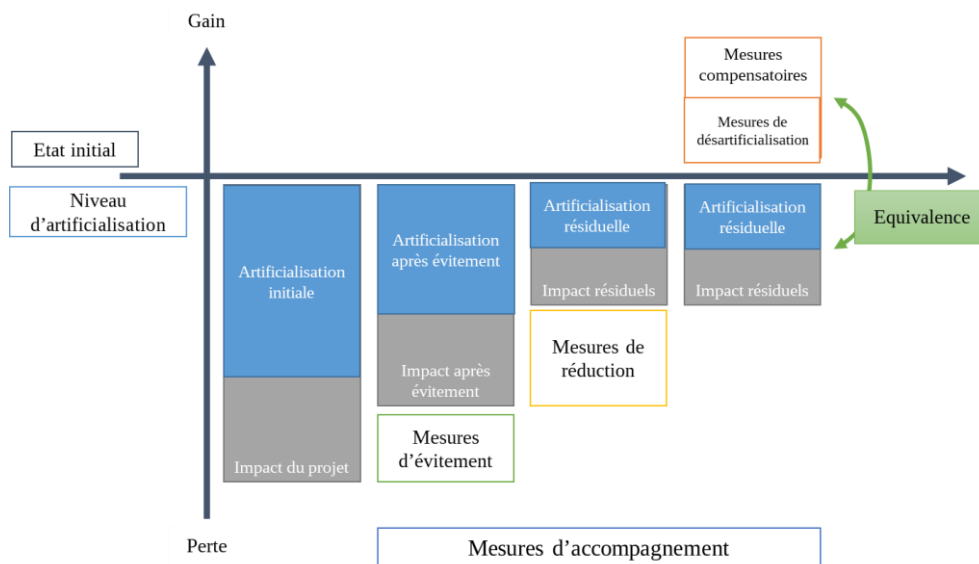 Gain
Mesures
compensatoires
Mesures de
désartificialisation
Etat initial
Niveau
d’artificialisation
Artificialisation
initiale
Impact du projet
Artificialisation
après évitement
Impact après
évitement
Mesures
d’évitement
Artificialisation
résiduelle
Impact résiduels
Mesures de
réduction
Artificialisation
résiduelle
Impact résiduels
Equivalence
Perte
Mesures d’accompagnement